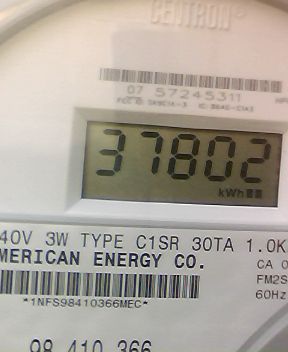 CENTRON®
07 57245311
37802
kWh
40V 3W TYPE C1SR 30TA 1.0K
MERICAN ENERGY CO.
CA 0
FM2S
60Hz
*1NFS98410366MEC*
98 410 366